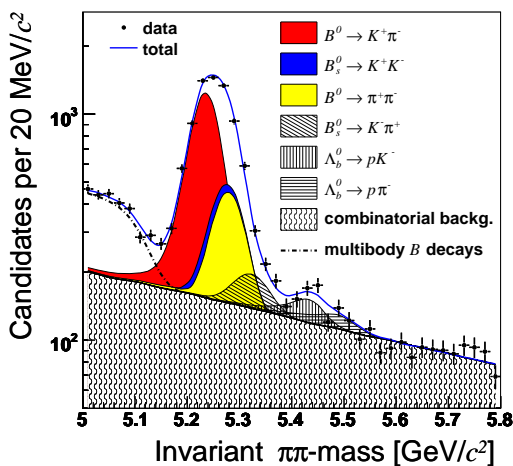 data
total
B⁰ → K⁺π⁻
B⁰ₛ → K⁺K⁻
B⁰ → π⁺π⁻
B⁰ₛ → K⁻π⁺
Λ⁰_b → pK⁻
Λ⁰_b → pπ⁻
combinatorial backg.
multibody B decays
Candidates per 20 MeV/c²
10³
10²
5 5.1 5.2 5.3 5.4 5.5 5.6 5.7 5.8
Invariant ππ-mass [GeV/c²]